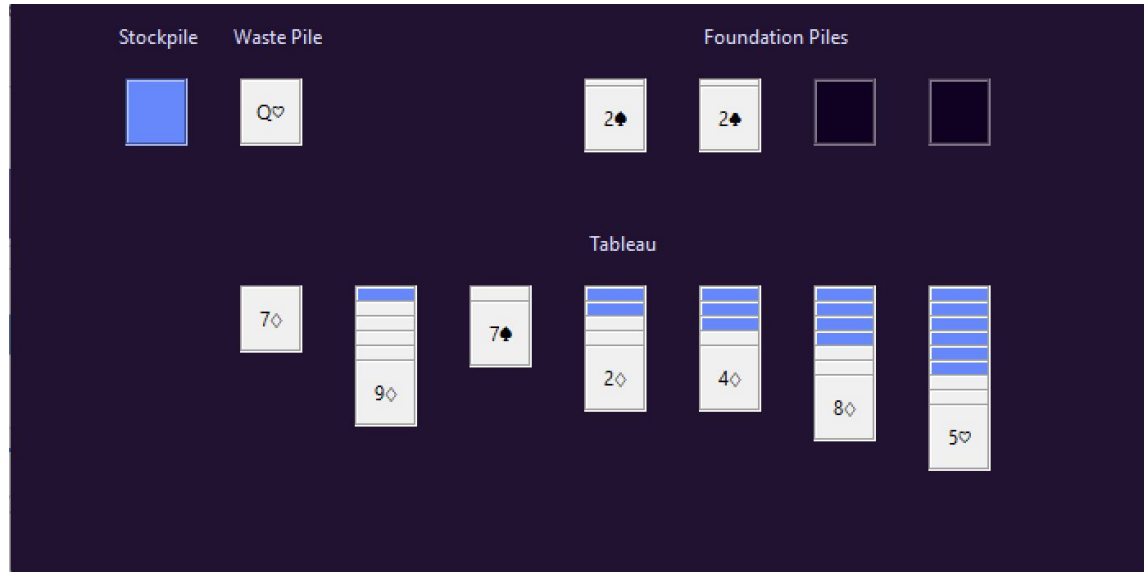 Stockpile Waste Pile Foundation Piles
Q♡ 2♠ 2♣
Tableau
7♢ 9♢ 7♠ 2♢ 4♢ 8♢ 5♡